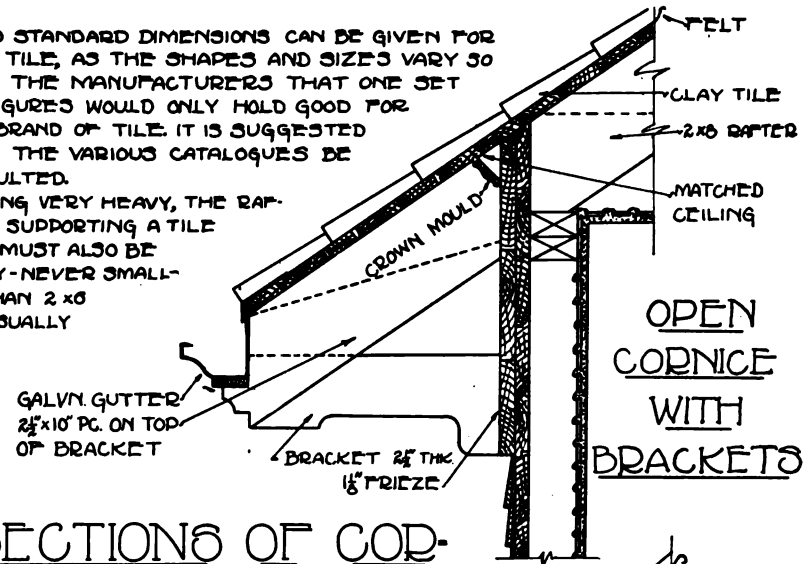 O STANDARD DIMENSIONS CAN BE GIVEN FOR
TILE, AS THE SHAPES AND SIZES VARY SO
THE MANUFACTURERS THAT ONE SET
GURES WOULD ONLY HOLD GOOD FOR
BRAND OF TILE. IT IS SUGGESTED
THE VARIOUS CATALOGUES BE
ULTED.
NG VERY HEAVY, THE RAF-
SUPPORTING A TILE
MUST ALSO BE
Y-NEVER SMALL-
HAN 2 x6
SUALLY
FELT
CLAY TILE
2x8 RAFTER
MATCHED
CEILING
CROWN MOULD
GALVN. GUTTER
2½"x10" PC. ON TOP
OF BRACKET
BRACKET 2½" THK.
1⅛" FRIEZE
OPEN
CORNICE
WITH
BRACKETS
SECTIONS OF COR-